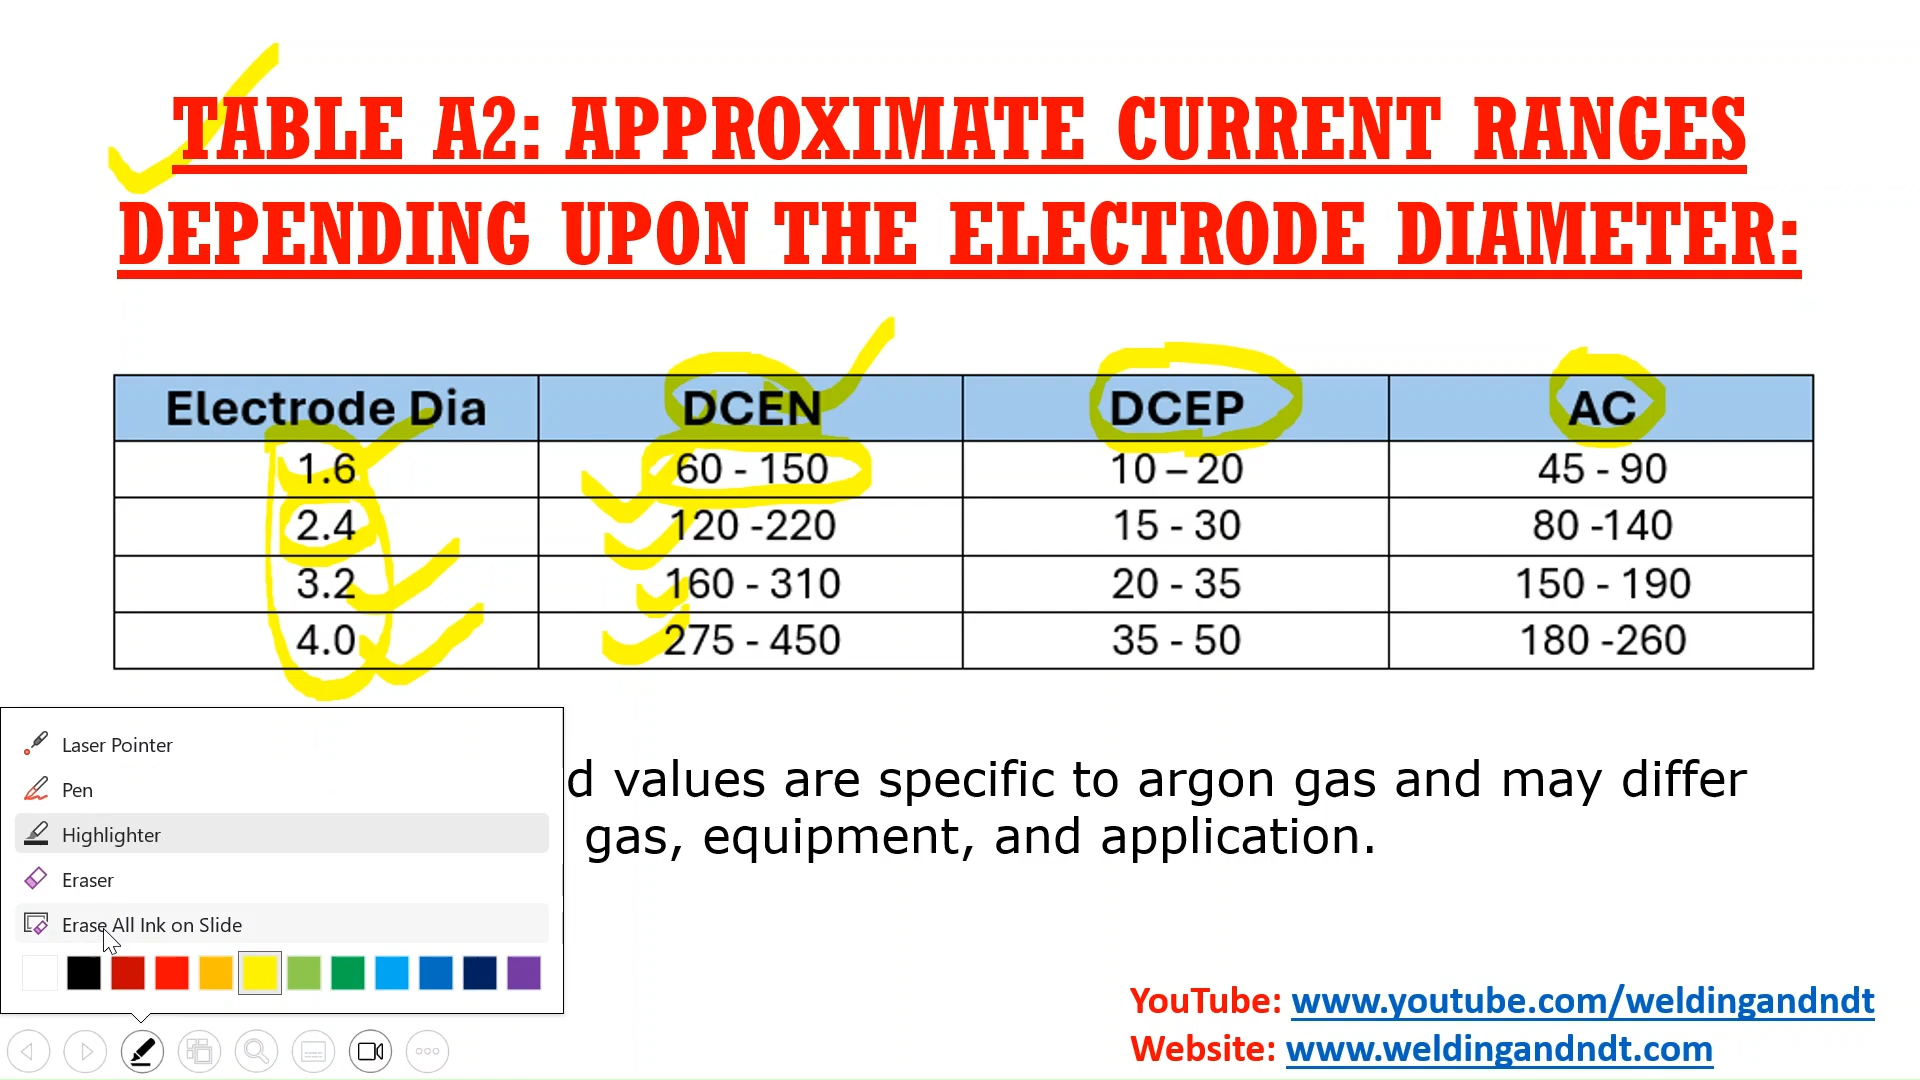 TABLE A2: APPROXIMATE CURRENT RANGES
DEPENDING UPON THE ELECTRODE DIAMETER:
Electrode Dia DCEN DCEP AC
1.6 60 - 150 10 – 20 45 - 90
2.4 120 -220 15 - 30 80 -140
3.2 160 - 310 20 - 35 150 - 190
4.0 275 - 450 35 - 50 180 -260
Laser Pointer
Pen
Highlighter
Eraser
Erase All Ink on Slide
d values are specific to argon gas and may differ
gas, equipment, and application.
YouTube: www.youtube.com/weldingandndt
Website: www.weldingandndt.com